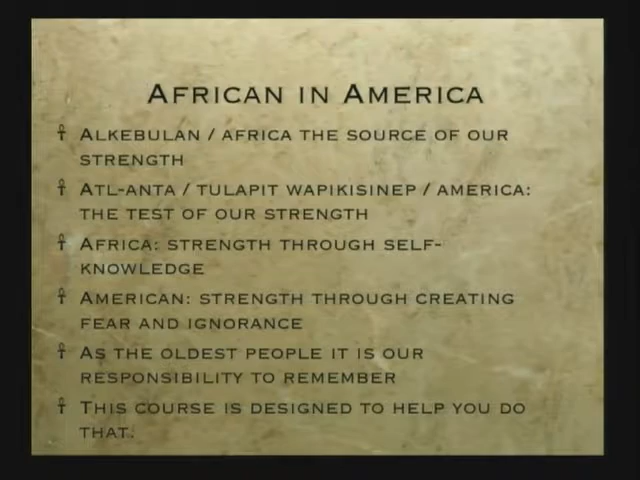 African in America
Alkebulan / Africa the source of our
strength
Atl-anta / Tulapit Wapikisinep / America:
the test of our strength
Africa: strength through self-
knowledge
American: strength through creating
fear and ignorance
As the oldest people it is our
responsibility to remember
This course is designed to help you do
that.